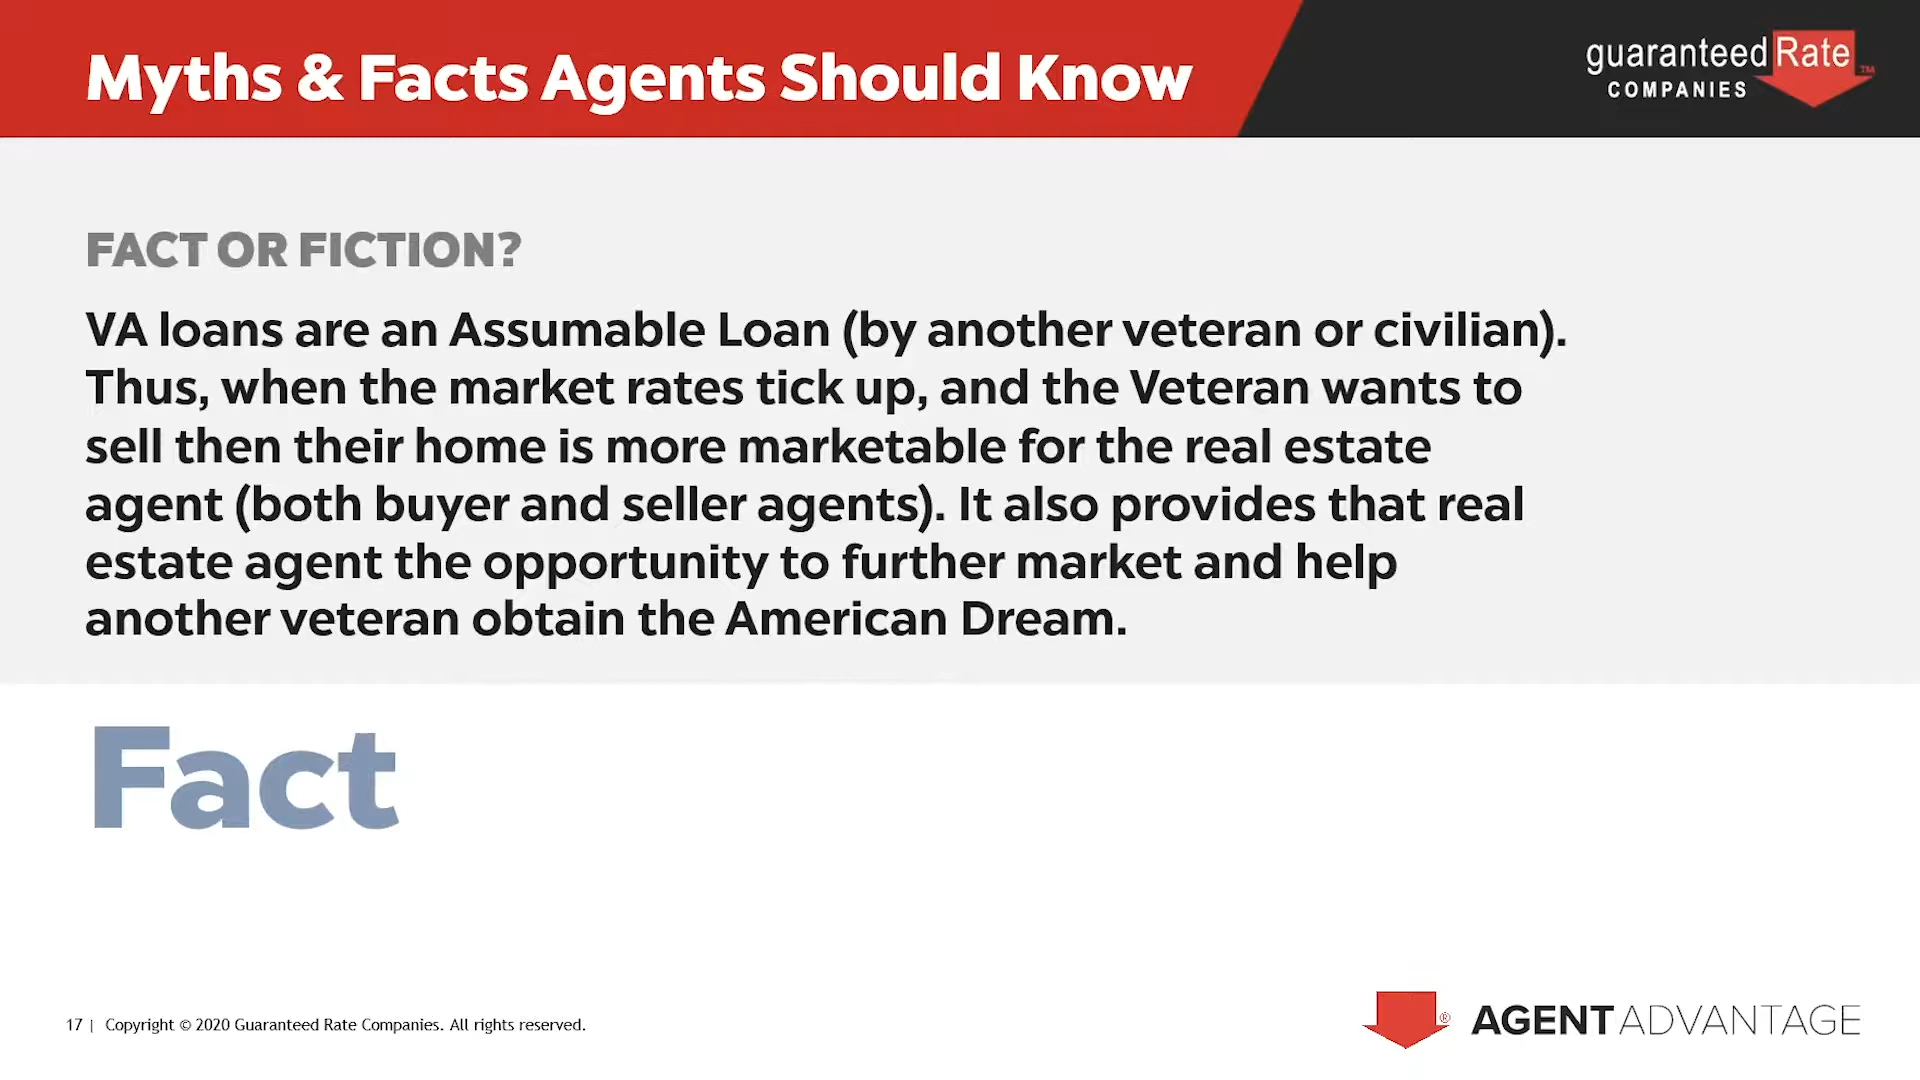 Myths & Facts Agents Should Know
guaranteed Rate™
COMPANIES
FACT OR FICTION?
VA loans are an Assumable Loan (by another veteran or civilian).
Thus, when the market rates tick up, and the Veteran wants to
sell then their home is more marketable for the real estate
agent (both buyer and seller agents). It also provides that real
estate agent the opportunity to further market and help
another veteran obtain the American Dream.
Fact
17 | Copyright © 2020 Guaranteed Rate Companies. All rights reserved.
® AGENT ADVANTAGE